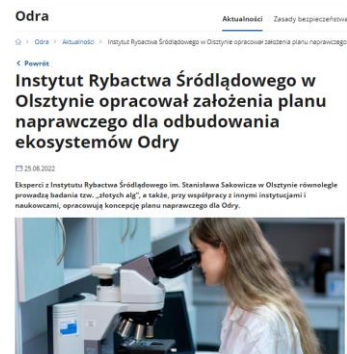 Odra
Aktualności Zasady bezpieczeństwa
Odra > Aktualności > Instytut Rybactwa Śródlądowego w Olsztynie opracował założenia planu naprawczego
Powrót
Instytut Rybactwa Śródlądowego w
Olsztynie opracował założenia planu
naprawczego dla odbudowania
ekosystemów Odry
25.08.2022
Eksperci z Instytutu Rybactwa Śródlądowego im. Stanisława Sakowicza w Olsztynie równolegle
prowadzą badania tzw. „złotych alg”, a także, przy współpracy z innymi instytucjami i
naukowcami, opracowują koncepcję planu naprawczego dla Odry.